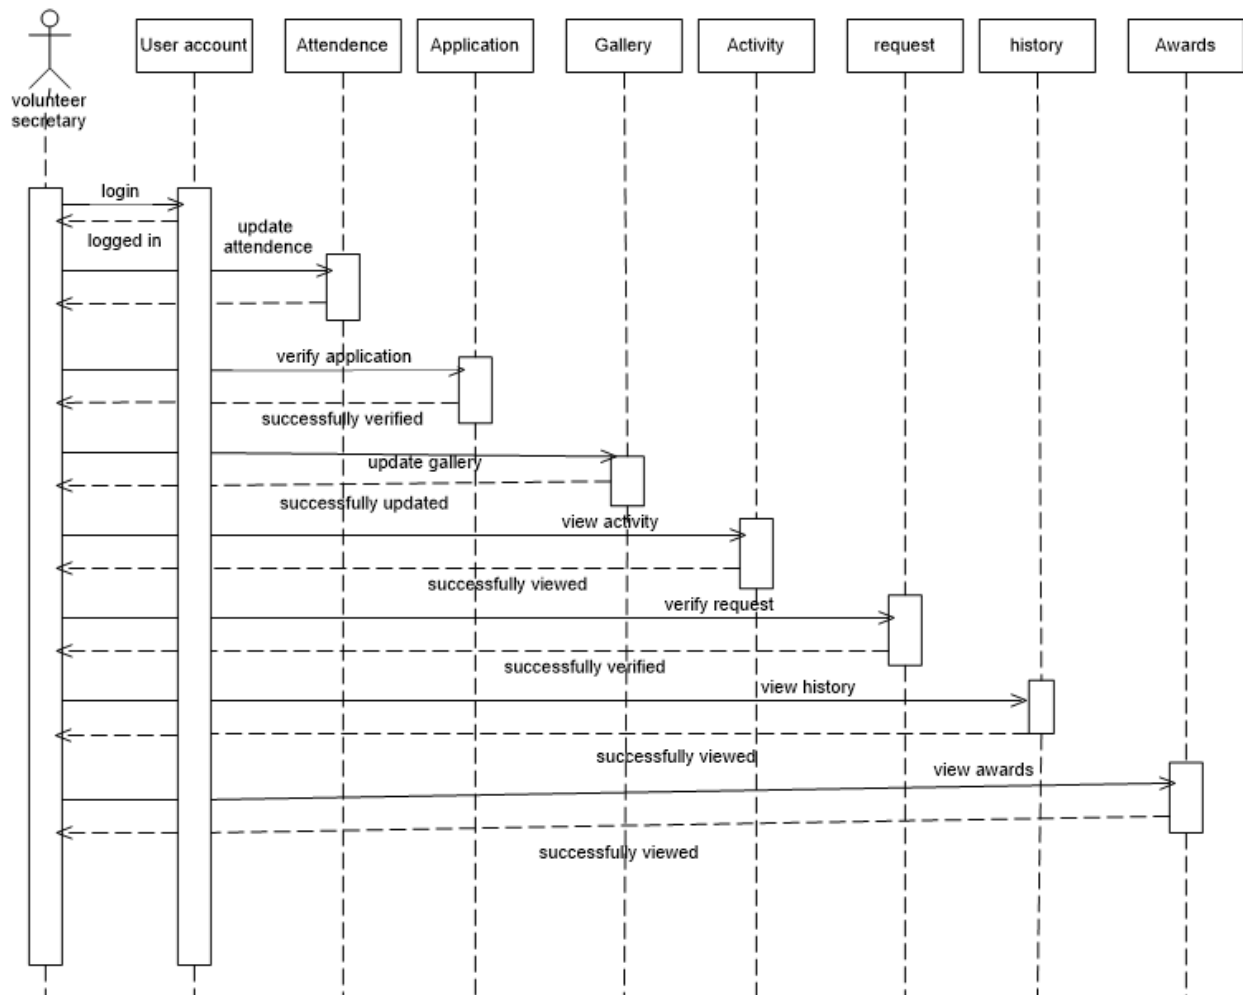 volunteer
secretary
User account
Attendence
Application
Gallery
Activity
request
history
Awards
login
logged in
update
attendence
verify application
successfully verified
update gallery
successfully updated
view activity
successfully viewed
verify request
successfully verified
view history
successfully viewed
view awards
successfully viewed